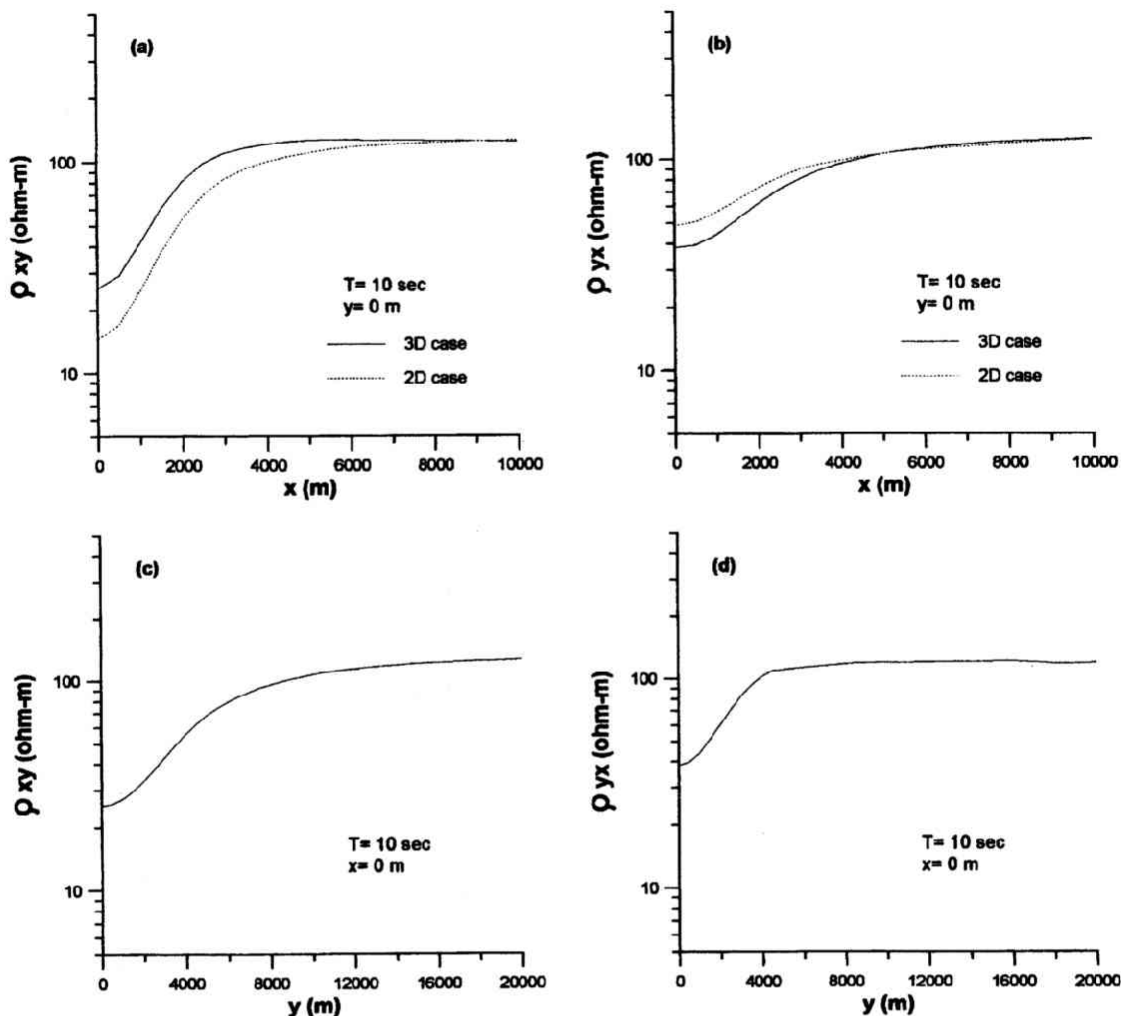 (a)
100
10
ρ xy (ohm-m)
T= 10 sec
y= 0 m
3D case
2D case
0 2000 4000 6000 8000 10000
x (m)
(b)
100
10
ρ yx (ohm-m)
T= 10 sec
y= 0 m
3D case
2D case
0 2000 4000 6000 8000 10000
x (m)
(c)
100
10
ρ xy (ohm-m)
T= 10 sec
x= 0 m
0 4000 8000 12000 16000 20000
y (m)
(d)
100
10
ρ yx (ohm-m)
T= 10 sec
x= 0 m
0 4000 8000 12000 16000 20000
y (m)